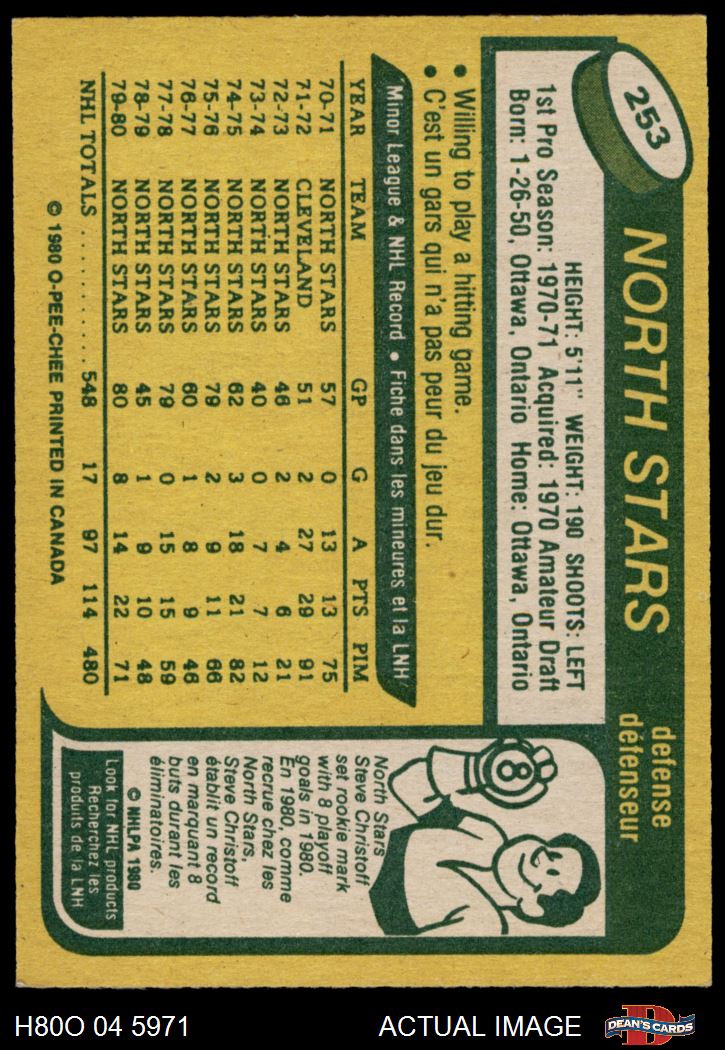 253
NORTH STARS
defense
défenseur
HEIGHT: 5'11" WEIGHT: 190 SHOOTS: LEFT
1st Pro Season: 1970-71 Acquired: 1970 Amateur Draft
Born: 1-26-50, Ottawa, Ontario Home: Ottawa, Ontario
• Willing to play a hitting game.
• C'est un gars qui n'a pas peur du jeu dur.
Minor League & NHL Record • Fiche dans les mineures et la LNH
YEAR TEAM GP G A PTS PIM
70-71 NORTH STARS 57 0 13 13 75
71-72 CLEVELAND 51 2 27 29 91
72-73 NORTH STARS 46 2 4 6 21
73-74 NORTH STARS 40 0 7 7 12
74-75 NORTH STARS 62 3 18 21 82
75-76 NORTH STARS 79 2 9 11 66
76-77 NORTH STARS 60 1 8 9 46
77-78 NORTH STARS 79 0 15 15 59
78-79 NORTH STARS 45 1 9 10 48
79-80 NORTH STARS 80 8 14 22 71
NHL TOTALS ........... 548 17 97 114 480
© 1980 O-PEE-CHEE PRINTED IN CANADA
8
North Stars
Steve Christoff
set rookie mark
with 8 playoff
goals in 1980.
En 1980, comme
recrue chez les
North Stars,
Steve Christoff
établit un record
en marquant 8
buts durant les
éliminatoires.
© NHLPA 1980
Look for NHL products
Recherchez les
produits de la LNH
H80O 04 5971
ACTUAL IMAGE
D
DEAN'S CARDS